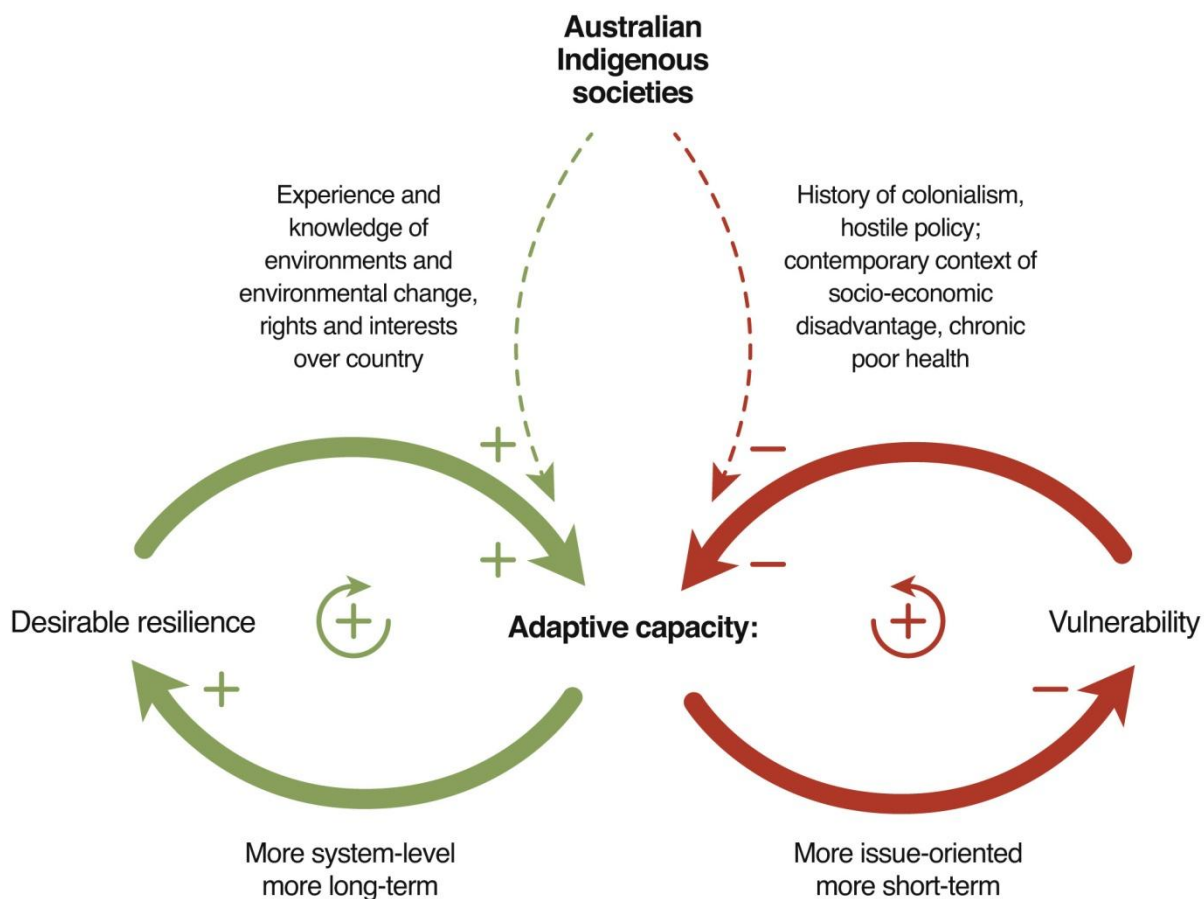 Australian
Indigenous
societies
Experience and
knowledge of
environments and
environmental change,
rights and interests
over country
History of colonialism,
hostile policy;
contemporary context of
socio-economic
disadvantage, chronic
poor health
+
−
+
−
Desirable resilience
+
Adaptive capacity:
+
Vulnerability
+
−
More system-level
more long-term
More issue-oriented
more short-term